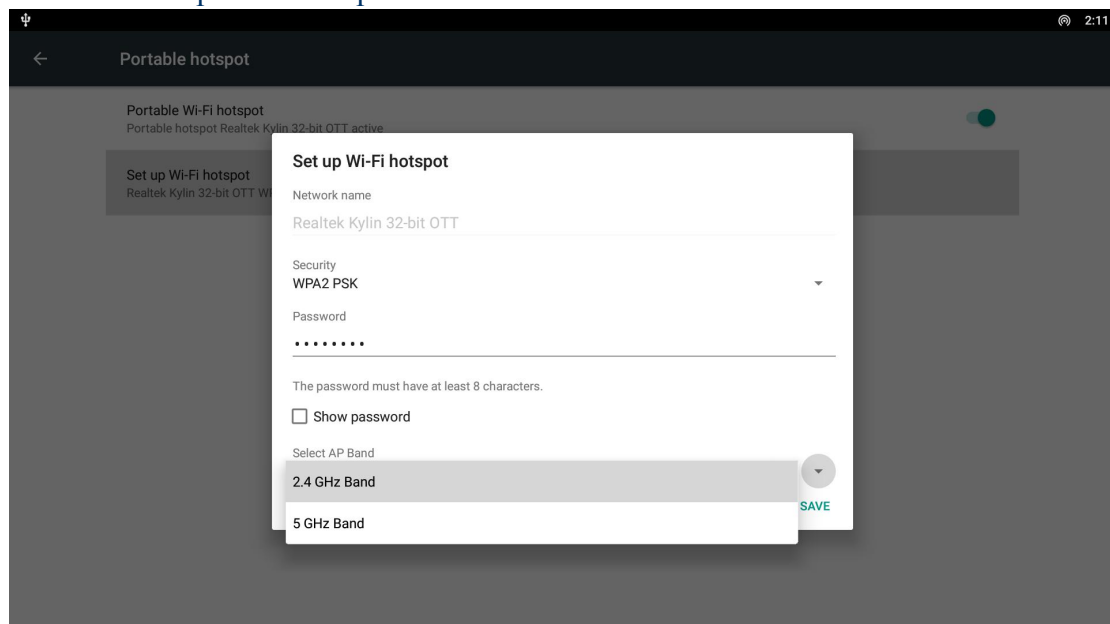 2:11
Portable hotspot
Portable Wi-Fi hotspot
Portable hotspot Realtek Kylin 32-bit OTT active
Set up Wi-Fi hotspot
Realtek Kylin 32-bit OTT
Set up Wi-Fi hotspot
Network name
Realtek Kylin 32-bit OTT
Security
WPA2 PSK
Password
••••••••
The password must have at least 8 characters.
Show password
Select AP Band
2.4 GHz Band
SAVE
5 GHz Band